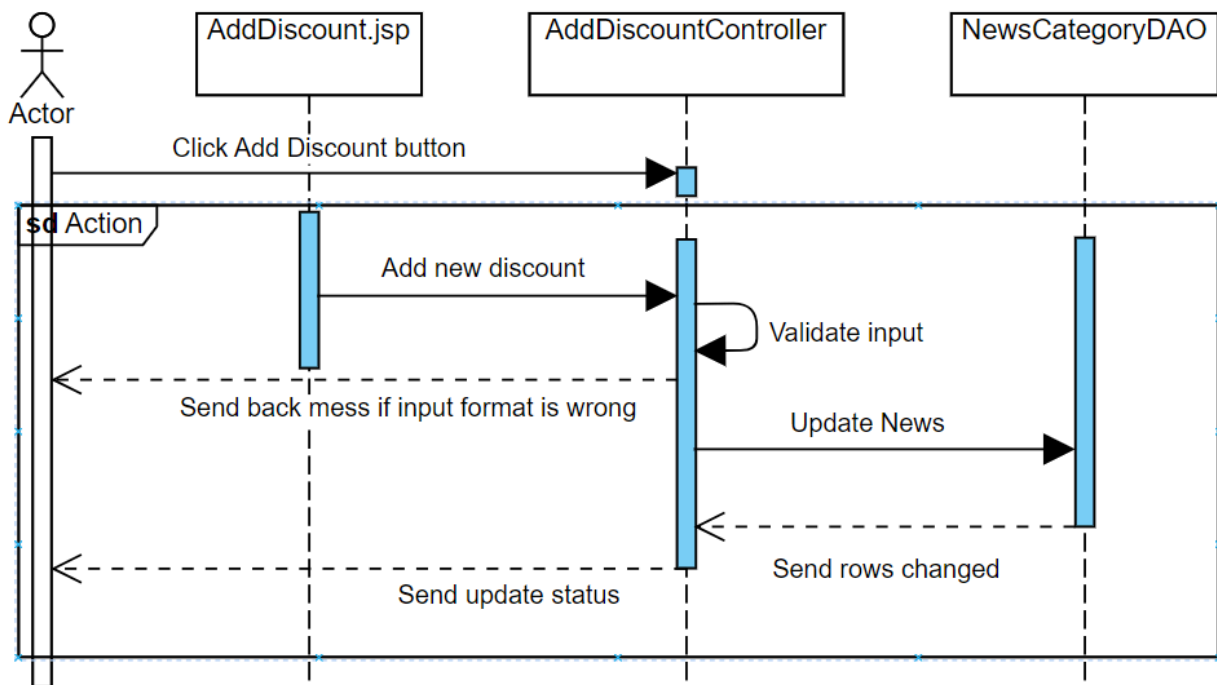 AddDiscount.jsp
AddDiscountController
NewsCategoryDAO
Actor
Click Add Discount button
sd Action
Add new discount
Validate input
Send back mess if input format is wrong
Update News
Send rows changed
Send update status